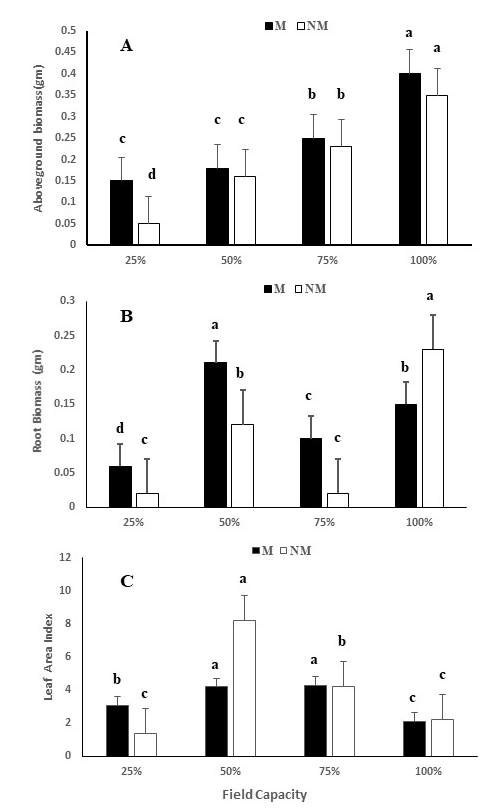 M NM
A
Aboveground biomass(gm)
0.5
0.45
0.4
0.35
0.3
0.25
0.2
0.15
0.1
0.05
0
c d c c b b a a
25% 50% 75% 100%
M NM
B
Root Biomass (gm)
0.3
0.25
0.2
0.15
0.1
0.05
0
d c a b c c b a
25% 50% 75% 100%
M NM
C
Leaf Area Index
12
10
8
6
4
2
0
b c a a a b c c
25% 50% 75% 100%
Field Capacity